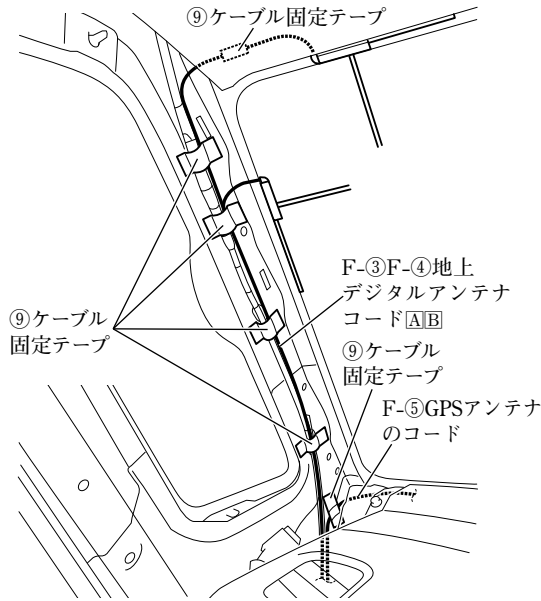 ⑨ケーブル固定テープ
F-③F-④地上
デジタルアンテナ
コード🄰🄱
⑨ケーブル
固定テープ
⑨ケーブル
固定テープ
F-⑤GPSアンテナ
のコード